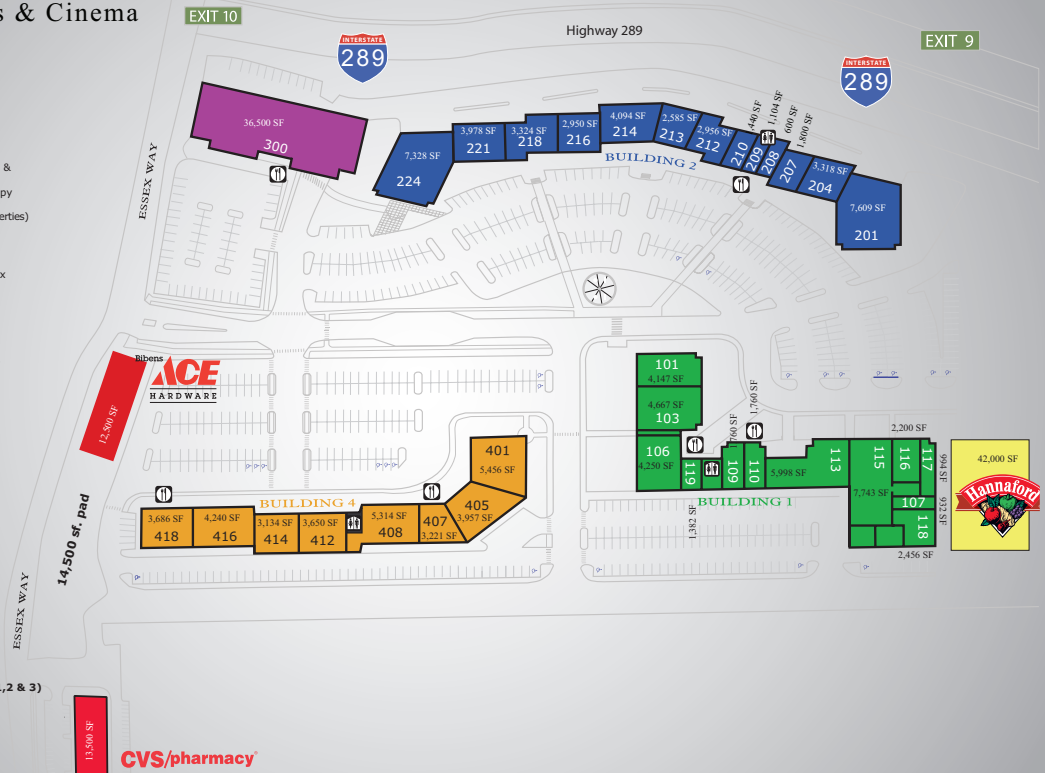 s & Cinema
EXIT 10
INTERSTATE
289
Highway 289
EXIT 9
INTERSTATE
289
&
py
erties)
x
ESSEX WAY
36,500 SF
300
7,328 SF
224
3,978 SF
221
3,324 SF
218
2,950 SF
216
4,094 SF
214
2,585 SF
213
2,956 SF
212
BUILDING 2
,440 SF
210
1,104 SF
209
600 SF
208
1,800 SF
207
3,318 SF
204
7,609 SF
201
Bibens
ACE
HARDWARE
12,500 SF
101
4,147 SF
4,667 SF
103
106
4,250 SF
119
1,382 SF
760 SF
109
1,760 SF
110
5,998 SF
113
BUILDING 1
115
7,743 SF
2,200 SF
116
117
994 SF
107
932 SF
118
2,456 SF
42,000 SF
Hannaford
401
5,456 SF
405
3,957 SF
407
3,221 SF
BUILDING 4
5,314 SF
408
3,650 SF
412
3,134 SF
414
4,240 SF
416
3,686 SF
418
14,500 sf. pad
ESSEX WAY
,2 & 3)
13,500 SF
CVS/pharmacy